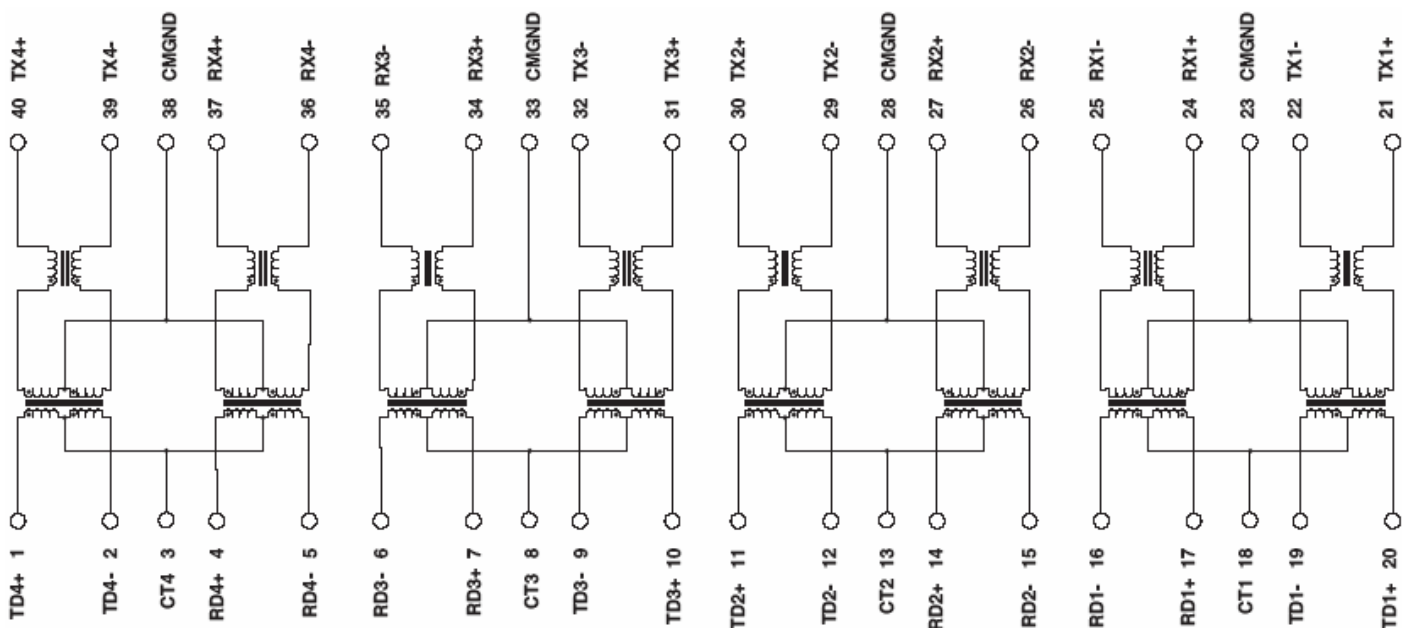 40 TX4+
39 TX4-
38 CMGND
37 RX4+
36 RX4-
35 RX3-
34 RX3+
33 CMGND
32 TX3-
31 TX3+
30 TX2+
29 TX2-
28 CMGND
27 RX2+
26 RX2-
25 RX1-
24 RX1+
23 CMGND
22 TX1-
21 TX1+
TD4+ 1
TD4- 2
CT4 3
RD4+ 4
RD4- 5
RD3- 6
RD3+ 7
CT3 8
TD3- 9
TD3+ 10
TD2+ 11
TD2- 12
CT2 13
RD2+ 14
RD2- 15
RD1- 16
RD1+ 17
CT1 18
TD1- 19
TD1+ 20